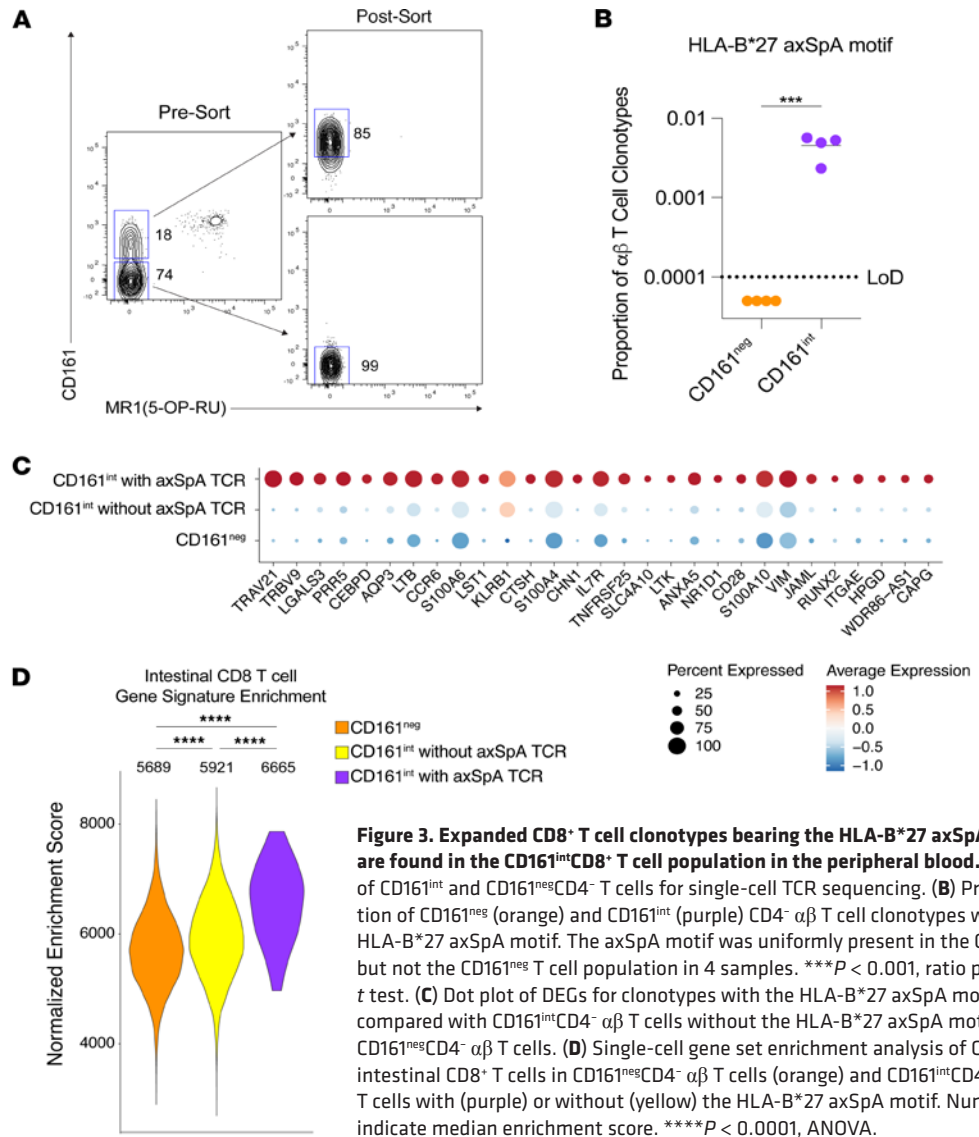 A
Post-Sort
Pre-Sort
85
18
74
99
10⁵
10⁴
10³
10²
0
-10²
-10² 0 10³ 10⁴ 10⁵
CD161
MR1(5-OP-RU)
B
HLA-B*27 axSpA motif
***
0.01
0.001
0.0001
LoD
Proportion of αβ T Cell Clonotypes
CD161ⁿᵉᵍ
CD161ⁱⁿᵗ
C
CD161ⁱⁿᵗ with axSpA TCR
CD161ⁱⁿᵗ without axSpA TCR
CD161ⁿᵉᵍ
TRAV21
TRBV9
LGALS3
PRR5
CEBPD
AQP3
LTB
CCR6
S100A6
LST1
KLRB1
CTSH
S100A4
CHN1
IL7R
TNFRSF25
SLC4A10
LTK
ANXA5
NR1D1
CD28
S100A10
VIM
JAML
RUNX2
ITGAE
HPGD
WDR86-AS1
CAPG
Percent Expressed
25
50
75
100
Average Expression
1.0
0.5
0.0
−0.5
−1.0
D
Intestinal CD8 T cell
Gene Signature Enrichment
****
**** ****
5689 5921 6665
8000
6000
4000
Normalized Enrichment Score
CD161ⁿᵉᵍ
CD161ⁱⁿᵗ without axSpA TCR
CD161ⁱⁿᵗ with axSpA TCR
Figure 3. Expanded CD8⁺ T cell clonotypes bearing the HLA-B*27 axSpA
are found in the CD161ⁱⁿᵗCD8⁺ T cell population in the peripheral blood.
of CD161ⁱⁿᵗ and CD161ⁿᵉᵍCD4⁻ T cells for single-cell TCR sequencing. (B) Pr
tion of CD161ⁿᵉᵍ (orange) and CD161ⁱⁿᵗ (purple) CD4⁻ αβ T cell clonotypes w
HLA-B*27 axSpA motif. The axSpA motif was uniformly present in the C
but not the CD161ⁿᵉᵍ T cell population in 4 samples. ***P < 0.001, ratio p
t test. (C) Dot plot of DEGs for clonotypes with the HLA-B*27 axSpA mo
compared with CD161ⁱⁿᵗCD4⁻ αβ T cells without the HLA-B*27 axSpA mot
CD161ⁿᵉᵍCD4⁻ αβ T cells. (D) Single-cell gene set enrichment analysis of C
intestinal CD8⁺ T cells in CD161ⁿᵉᵍCD4⁻ αβ T cells (orange) and CD161ⁱⁿᵗCD4
T cells with (purple) or without (yellow) the HLA-B*27 axSpA motif. Num
indicate median enrichment score. ****P < 0.0001, ANOVA.